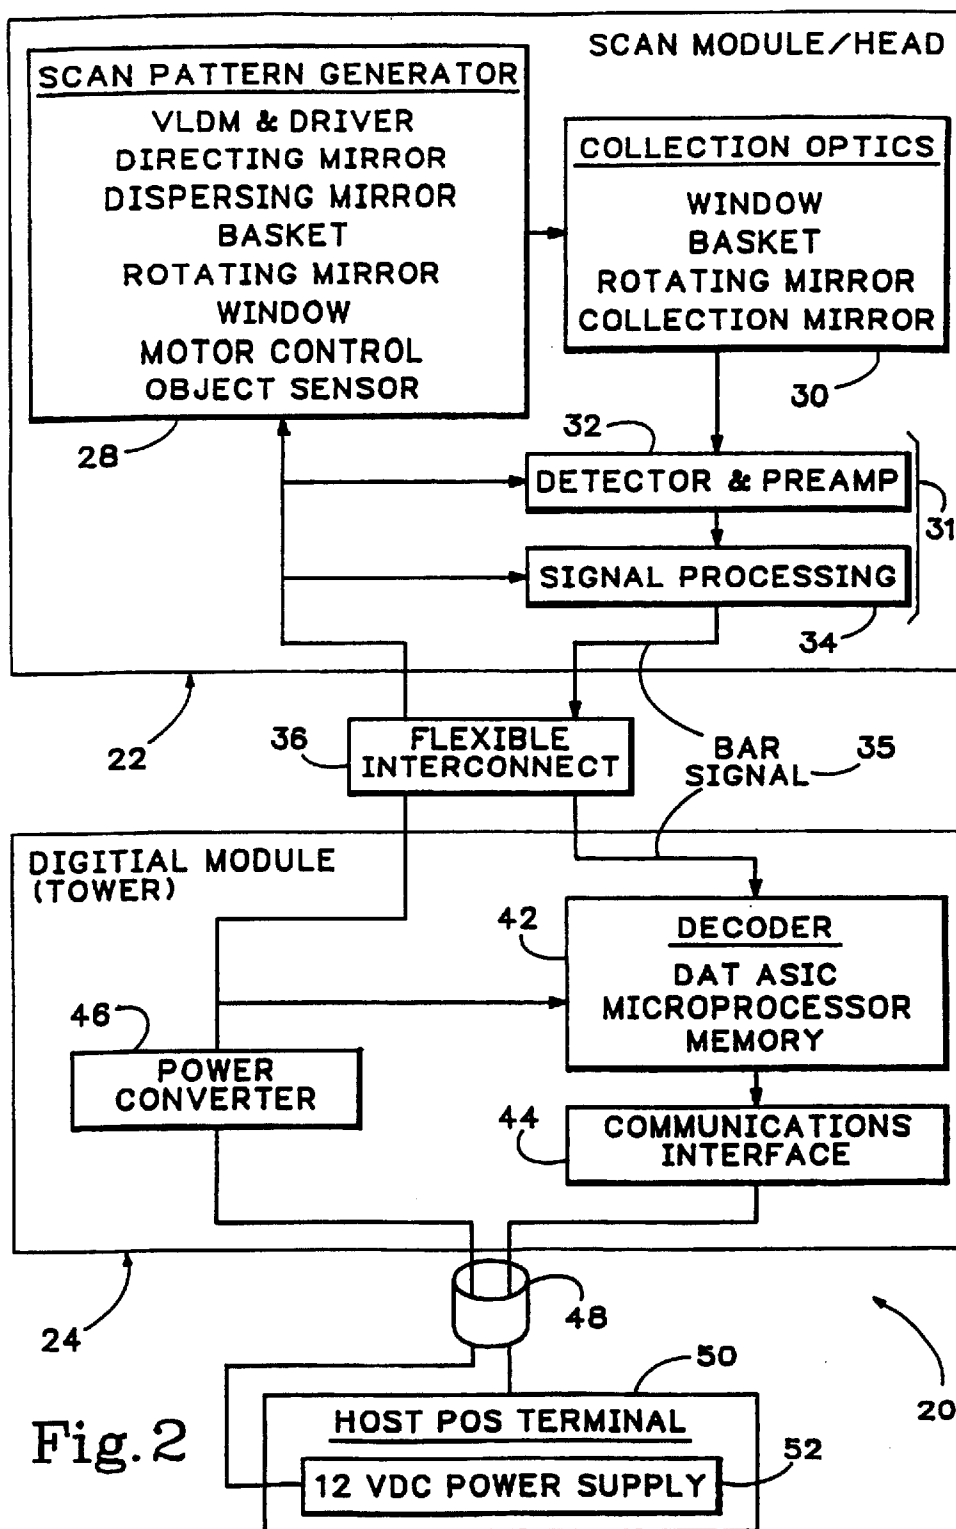 SCAN MODULE/HEAD
SCAN PATTERN GENERATOR
VLDM & DRIVER
DIRECTING MIRROR
DISPERSING MIRROR
BASKET
ROTATING MIRROR
WINDOW
MOTOR CONTROL
OBJECT SENSOR
28
COLLECTION OPTICS
WINDOW
BASKET
ROTATING MIRROR
COLLECTION MIRROR
30
32
DETECTOR & PREAMP
31
SIGNAL PROCESSING
34
22
36
FLEXIBLE
INTERCONNECT
BAR
SIGNAL
35
DIGITIAL MODULE
(TOWER)
42
DECODER
DAT ASIC
MICROPROCESSOR
MEMORY
46
POWER
CONVERTER
44
COMMUNICATIONS
INTERFACE
24
48
20
50
HOST POS TERMINAL
52
12 VDC POWER SUPPLY
Fig. 2